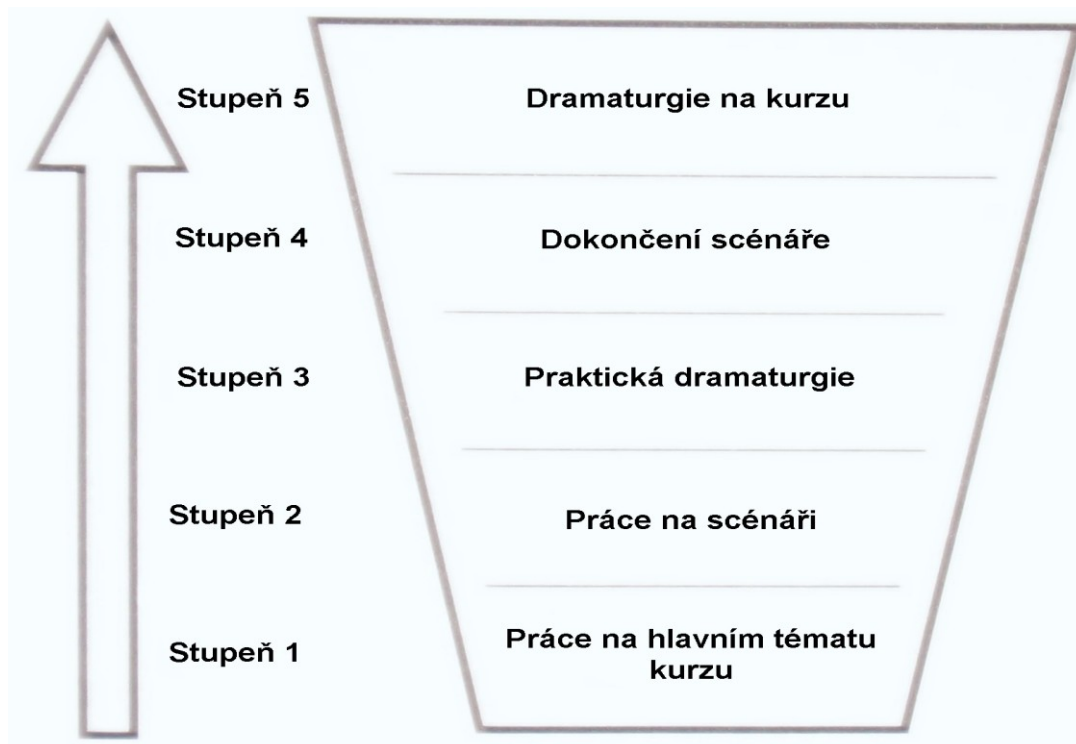 Stupeň 5
Dramaturgie na kurzu
Stupeň 4
Dokončení scénáře
Stupeň 3
Praktická dramaturgie
Stupeň 2
Práce na scénáři
Stupeň 1
Práce na hlavním tématu
kurzu